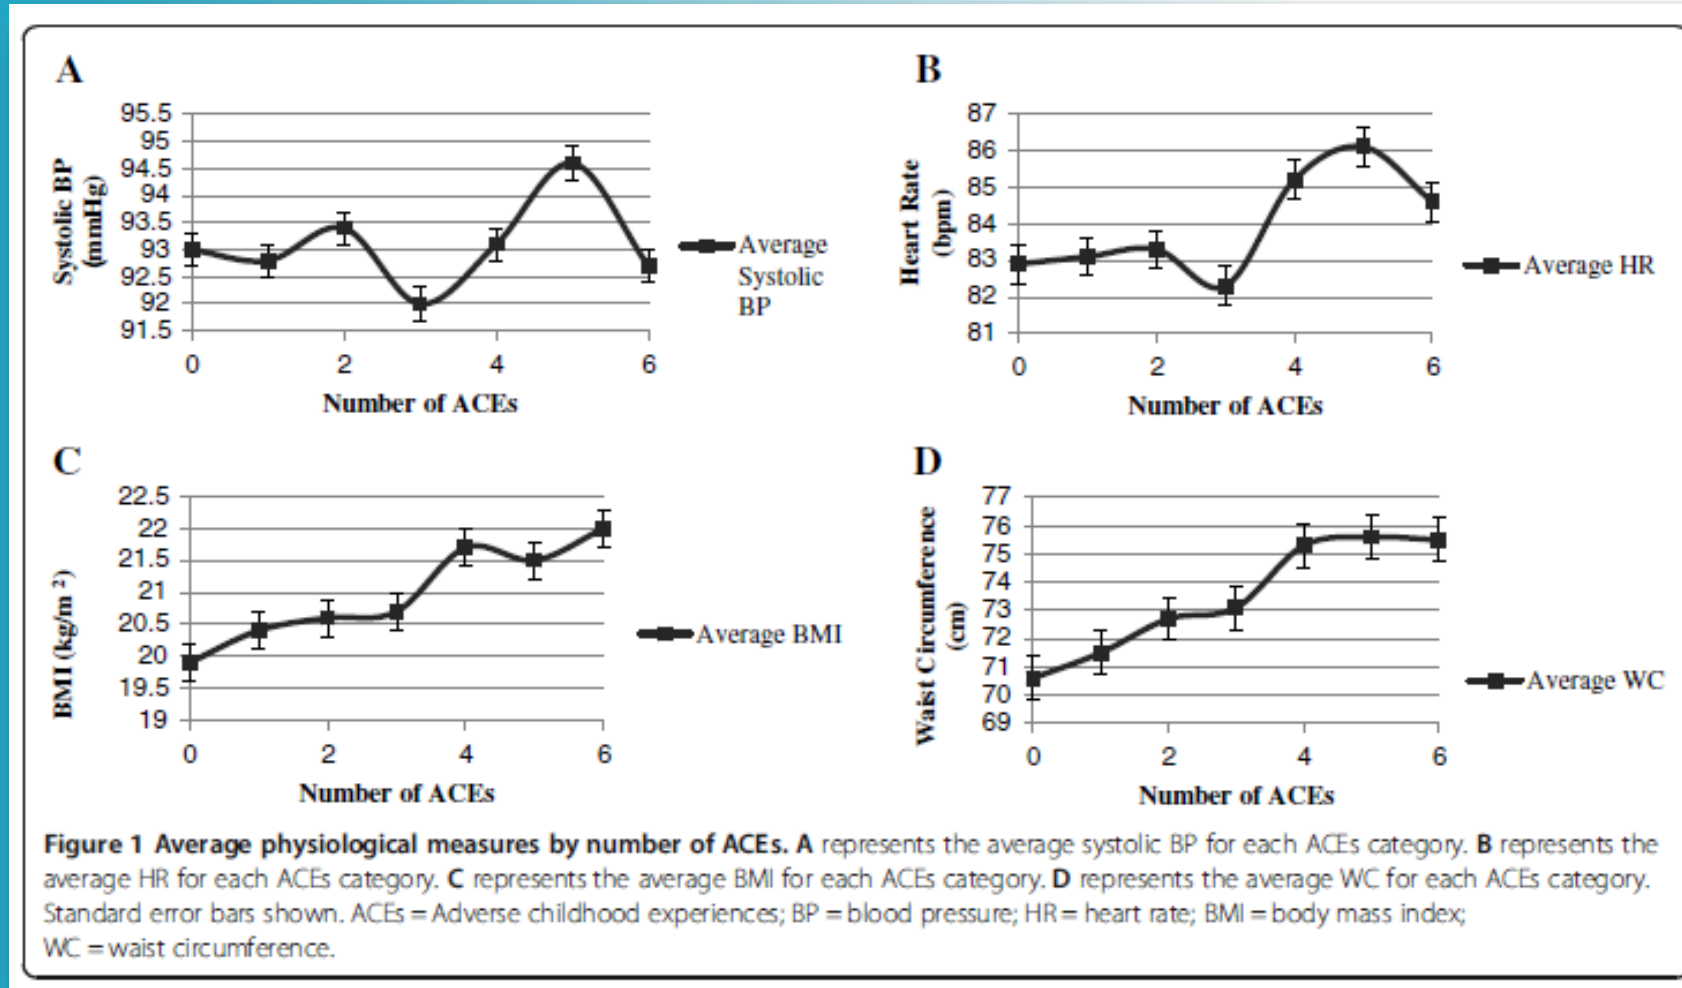 A
95.5
95
94.5
94
93.5
93
92.5
92
91.5
Systolic BP
(mmHg)
0 2 4 6
Number of ACEs
Average
Systolic
BP
B
87
86
85
84
83
82
81
Heart Rate
(bpm)
0 2 4 6
Number of ACEs
Average HR
C
22.5
22
21.5
21
20.5
20
19.5
19
BMI (kg/m ²)
0 2 4 6
Number of ACEs
Average BMI
D
77
76
75
74
73
72
71
70
69
Waist Circumference
(cm)
0 2 4 6
Number of ACEs
Average WC
Figure 1 Average physiological measures by number of ACEs. A represents the average systolic BP for each ACEs category. B represents the
average HR for each ACEs category. C represents the average BMI for each ACEs category. D represents the average WC for each ACEs category.
Standard error bars shown. ACEs = Adverse childhood experiences; BP = blood pressure; HR = heart rate; BMI = body mass index;
WC = waist circumference.